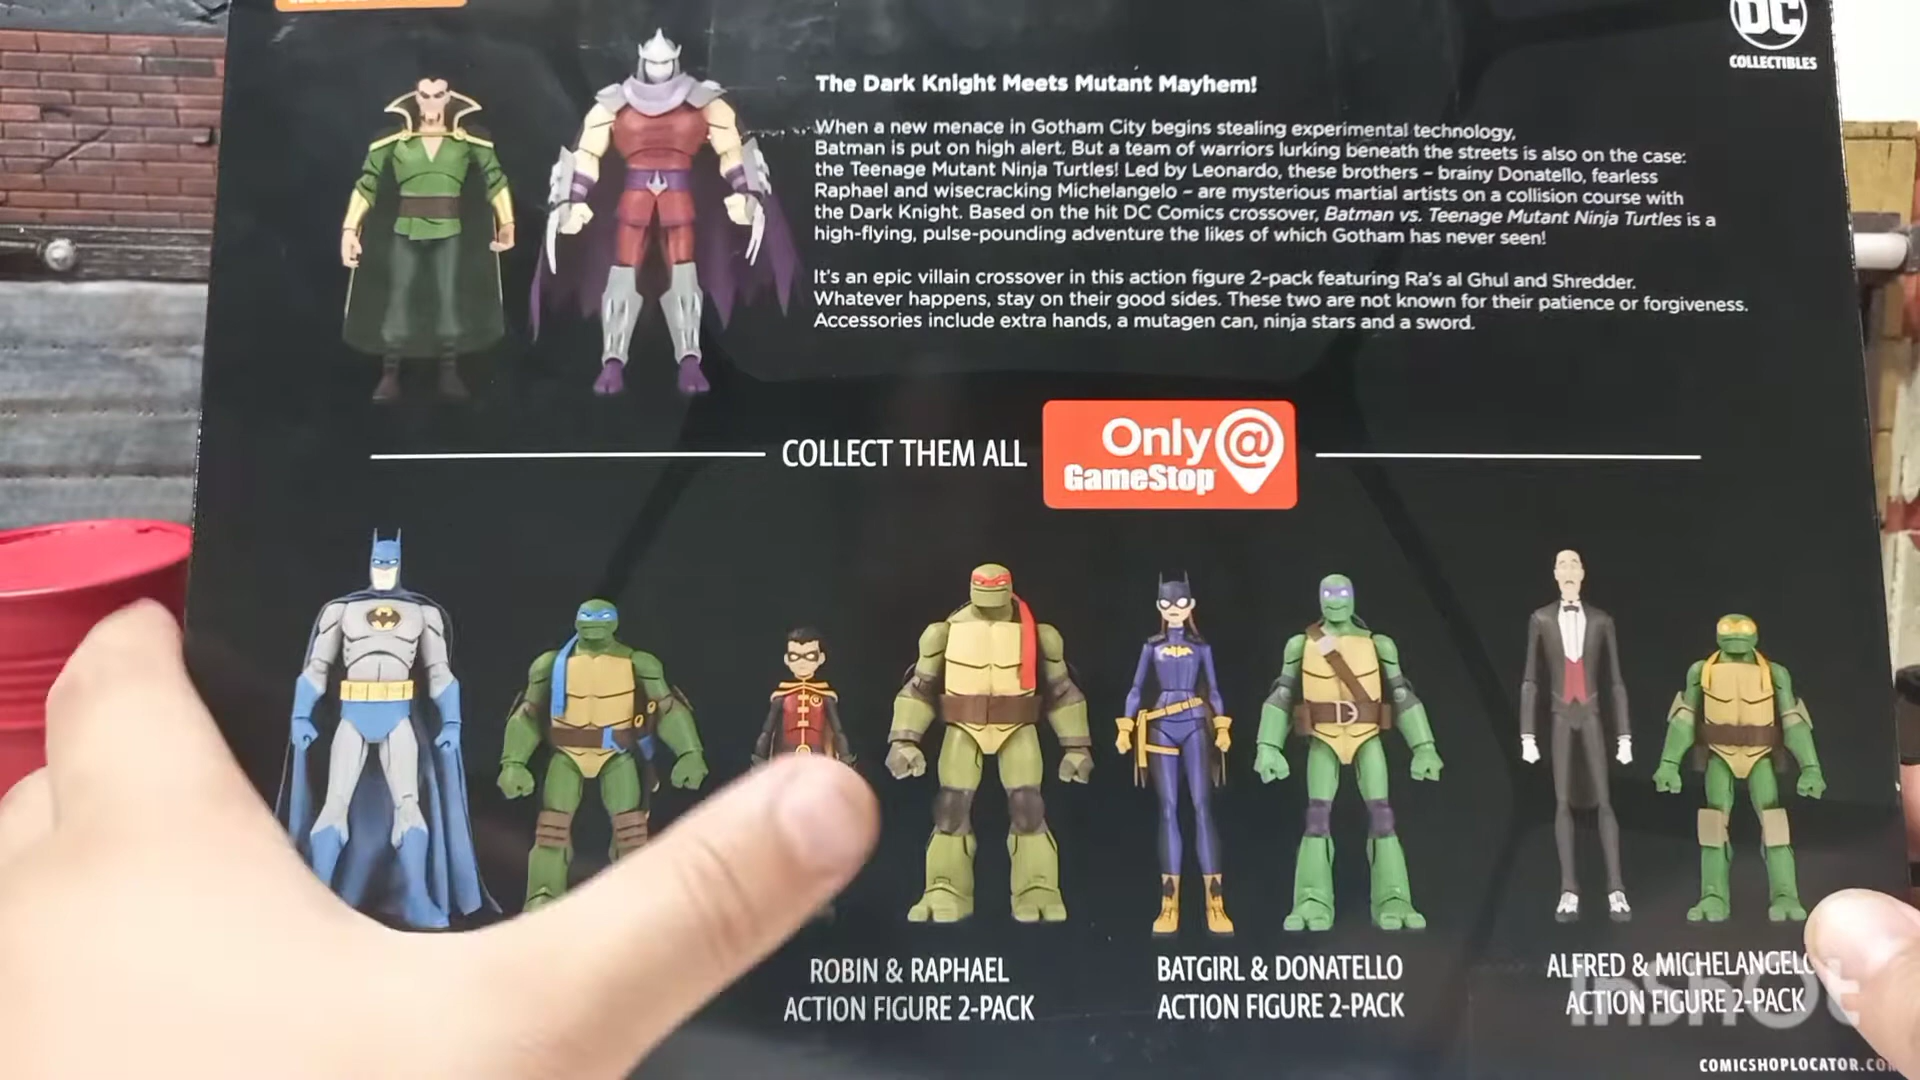 DC
COLLECTIBLES
The Dark Knight Meets Mutant Mayhem!
When a new menace in Gotham City begins stealing experimental technology,
Batman is put on high alert. But a team of warriors lurking beneath the streets is also on the case:
the Teenage Mutant Ninja Turtles! Led by Leonardo, these brothers – brainy Donatello, fearless
Raphael and wisecracking Michelangelo – are mysterious martial artists on a collision course with
the Dark Knight. Based on the hit DC Comics crossover, Batman vs. Teenage Mutant Ninja Turtles is a
high-flying, pulse-pounding adventure the likes of which Gotham has never seen!
It's an epic villain crossover in this action figure 2-pack featuring Ra's al Ghul and Shredder.
Whatever happens, stay on their good sides. These two are not known for their patience or forgiveness.
Accessories include extra hands, a mutagen can, ninja stars and a sword.
COLLECT THEM ALL
Only @
GameStop
ROBIN & RAPHAEL
ACTION FIGURE 2-PACK
BATGIRL & DONATELLO
ACTION FIGURE 2-PACK
ALFRED & MICHELANGELO
ACTION FIGURE 2-PACK
InShot
COMICSHOPLOCATOR.CO